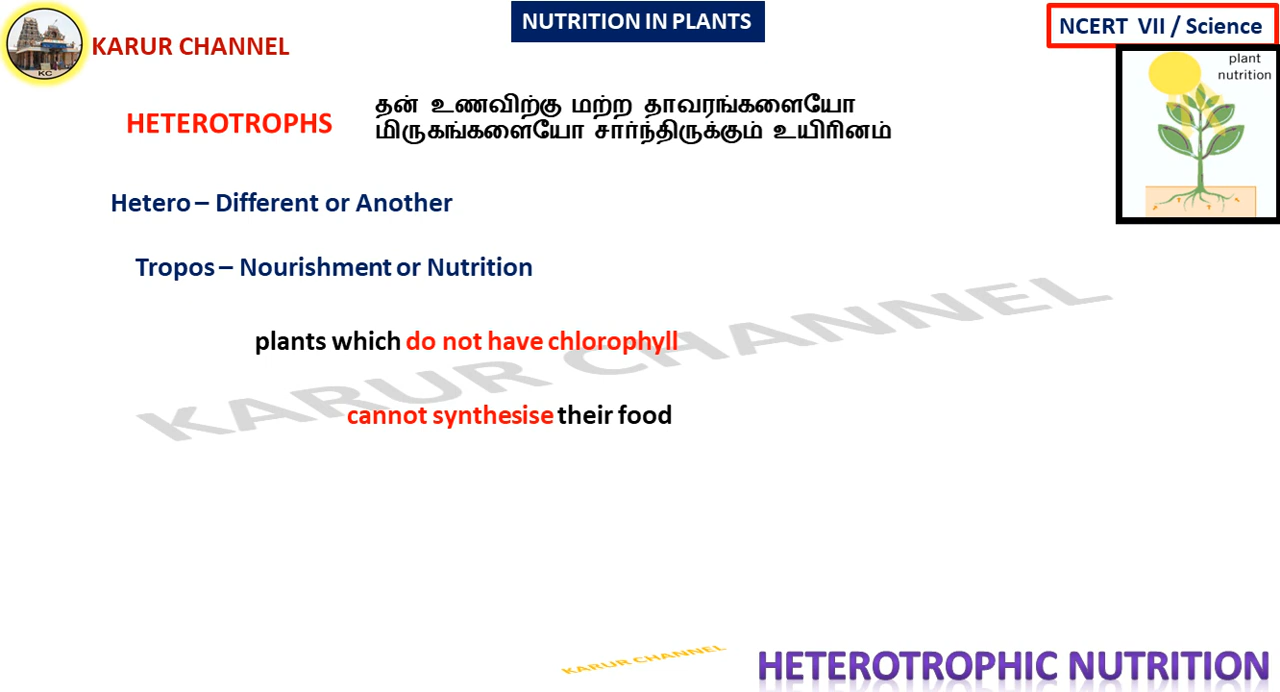 NUTRITION IN PLANTS
NCERT VII / Science
KARUR CHANNEL
KC
plant
nutrition
HETEROTROPHS
தன் உணவிற்கு மற்ற தாவரங்களையோ
மிருகங்களையோ சார்ந்திருக்கும் உயிரினம்
Hetero – Different or Another
Tropos – Nourishment or Nutrition
plants which do not have chlorophyll
cannot synthesise their food
KARUR CHANNEL
KARUR CHANNEL
HETEROTROPHIC NUTRITION